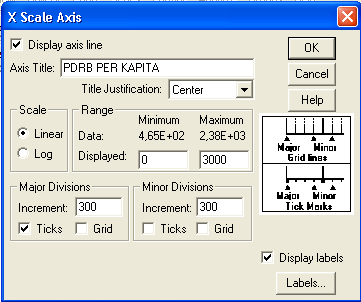 X Scale Axis
Display axis line
OK
Axis Title: PDRB PER KAPITA
Cancel
Title Justification: Center
Help
Scale
Linear
Log
Range
Minimum Maximum
Data: 4,65E+02 2,38E+03
Displayed: 0 3000
Major Minor
Grid lines
Major Minor
Tick Marks
Major Divisions
Increment: 300
Ticks Grid
Minor Divisions
Increment: 300
Ticks Grid
Display labels
Labels...